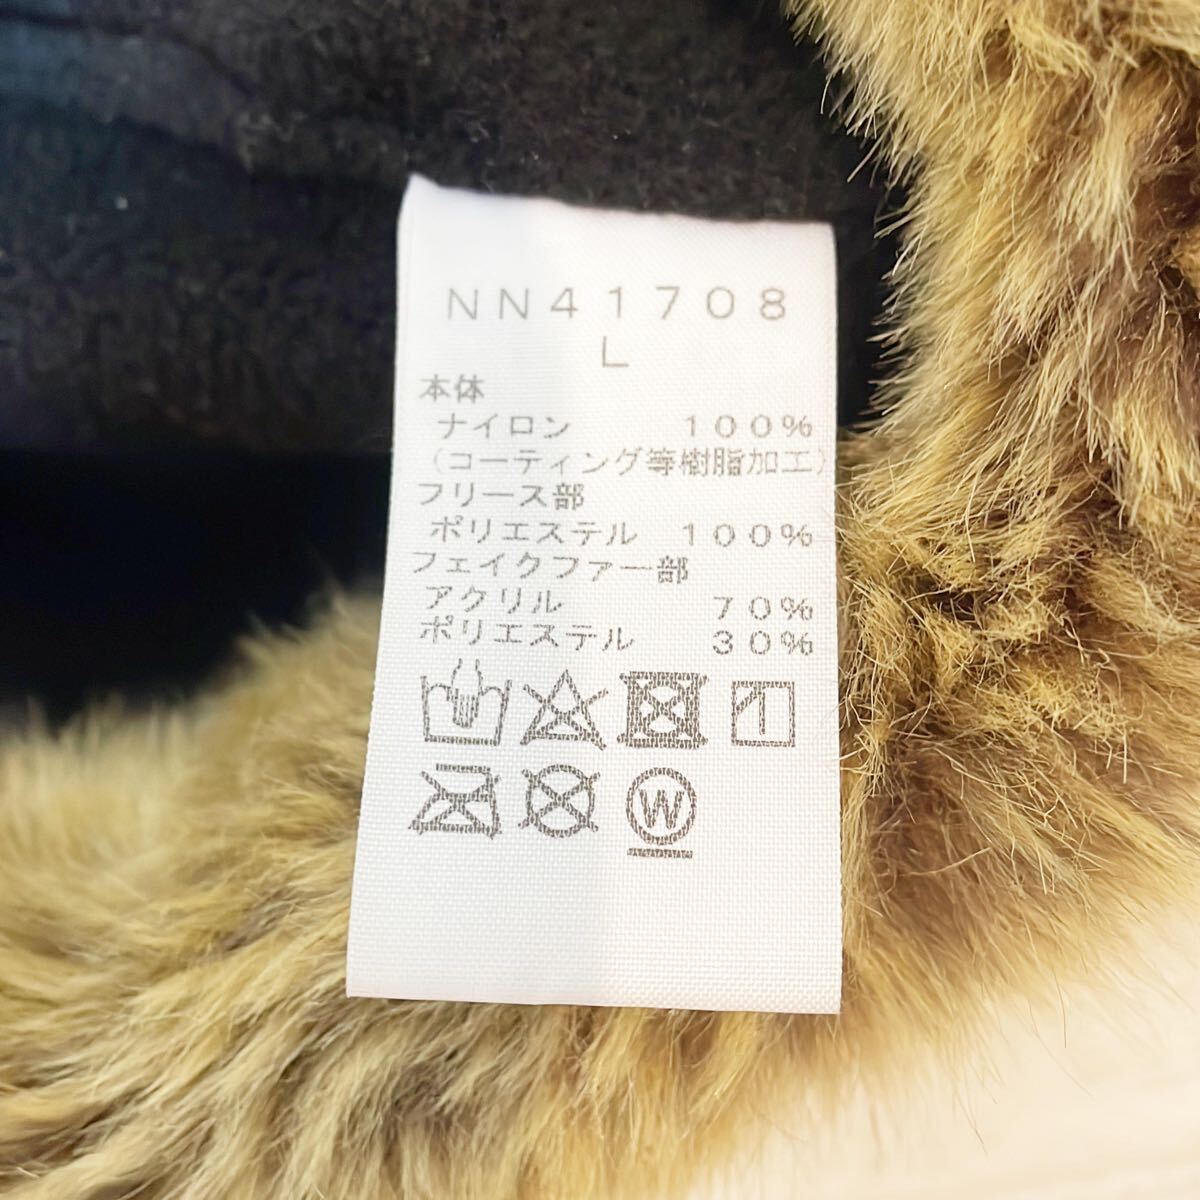 NN41708
L
本体
ナイロン 100%
(コーティング等樹脂加工)
フリース部
ポリエステル 100%
フェイクファー部
アクリル 70%
ポリエステル 30%
W